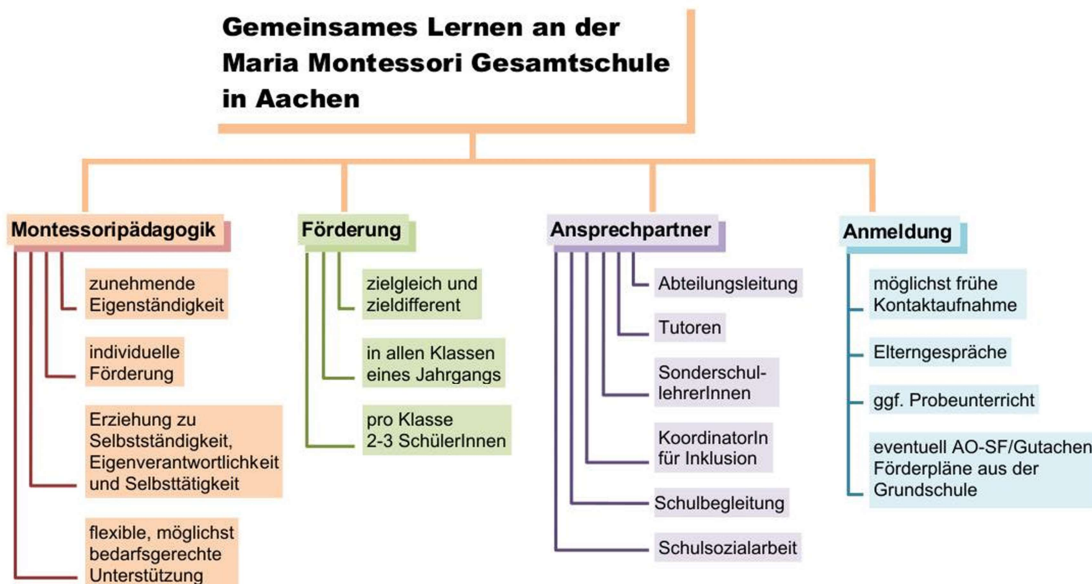 Gemeinsames Lernen an der
Maria Montessori Gesamtschule
in Aachen
Montessoripädagogik
zunehmende
Eigenständigkeit
individuelle
Förderung
Erziehung zu
Selbstständigkeit,
Eigenverantwortlichkeit
und Selbsttätigkeit
flexible, möglichst
bedarfsgerechte
Unterstützung
Förderung
zielgleich und
zieldifferent
in allen Klassen
eines Jahrgangs
pro Klasse
2-3 SchülerInnen
Ansprechpartner
Abteilungsleitung
Tutoren
Sonderschul-
lehrerInnen
KoordinatorIn
für Inklusion
Schulbegleitung
Schulsozialarbeit
Anmeldung
möglichst frühe
Kontaktaufnahme
Elterngespräche
ggf. Probeunterricht
eventuell AO-SF/Gutachen
Förderpläne aus der
Grundschule